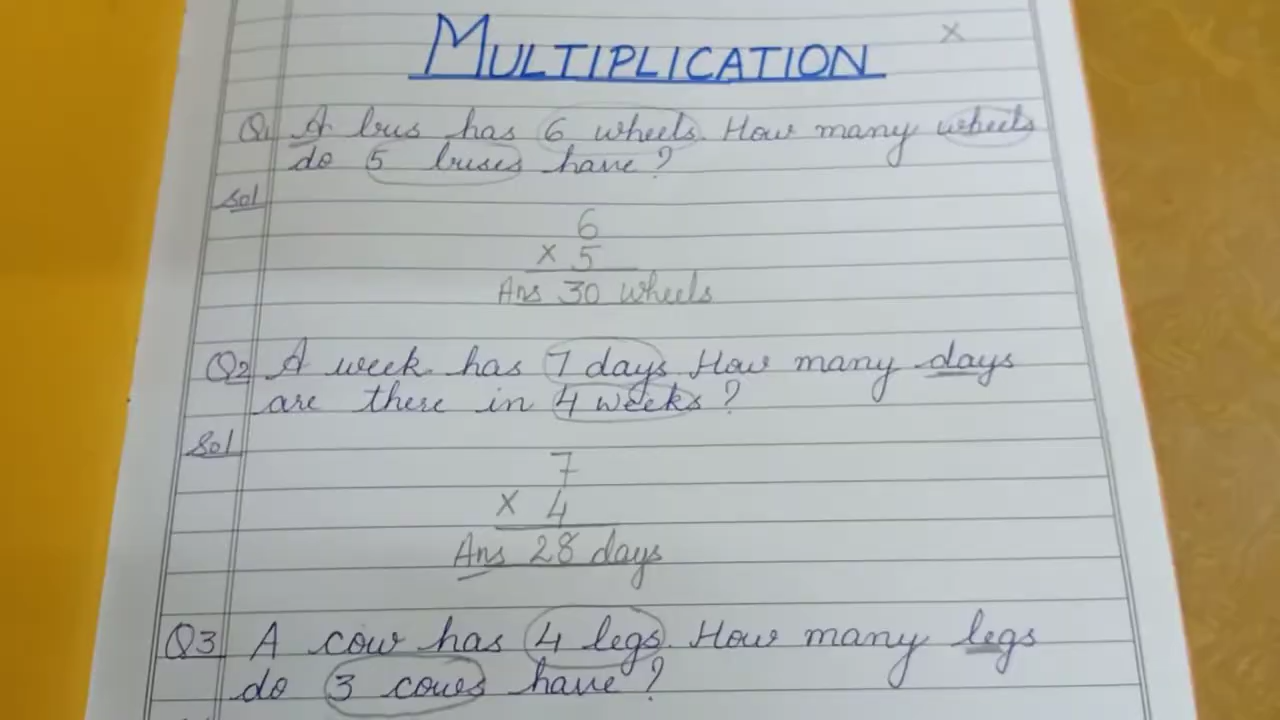 MULTIPLICATION
×
Q1 A bus has 6 wheels. How many wheels
do 5 buses have?
Sol
6
× 5
Ans 30 wheels
Q2 A week has 7 days How many days
are there in 4 weeks?
Sol
7
× 4
Ans 28 days
Q3 A cow has 4 legs. How many legs
do 3 cows have?